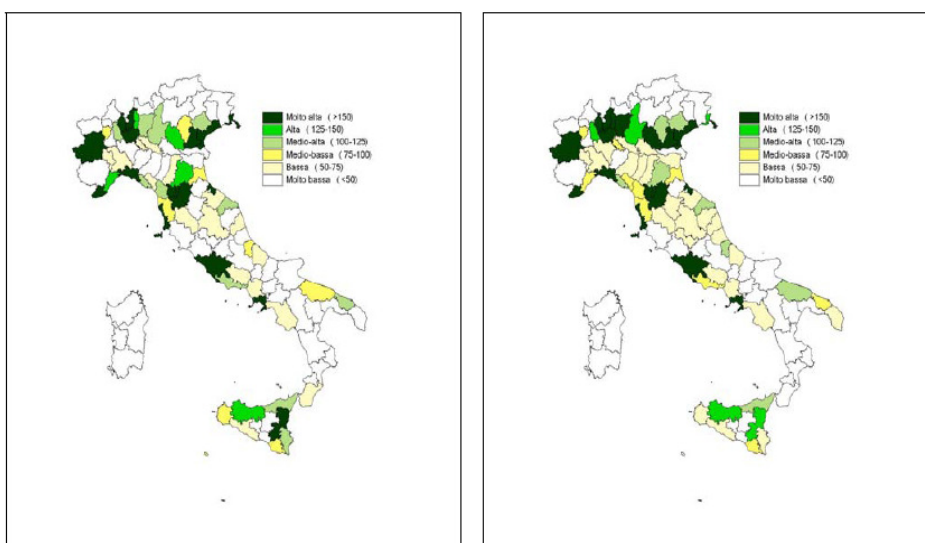 Molto alta ( >150)
Alta ( 125-150)
Medio-alta ( 100-125)
Medio-bassa ( 75-100)
Bassa ( 50-75)
Molto bassa ( <50)
Molto alta ( >150)
Alta ( 125-150)
Medio-alta ( 100-125)
Medio-bassa ( 75-100)
Bassa ( 50-75)
Molto bassa ( <50)